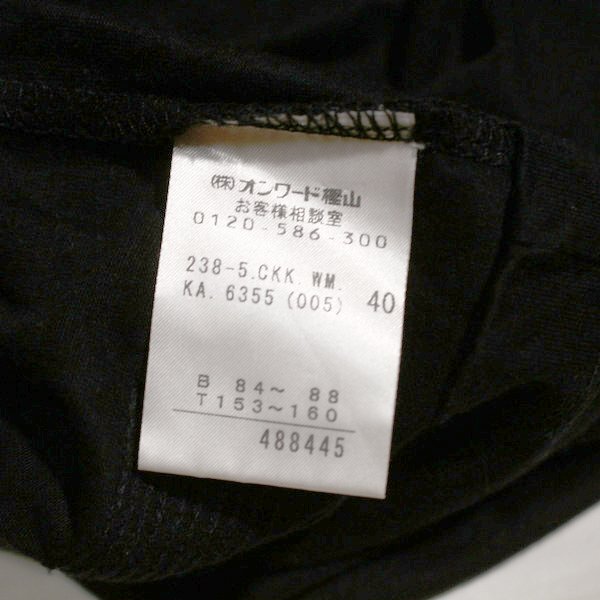 (株)オンワード樫山
お客様相談室
0120-586-300
238-5.CKK.WM.
KA.6355(005) 40
B 84～ 88
T153～160
488445